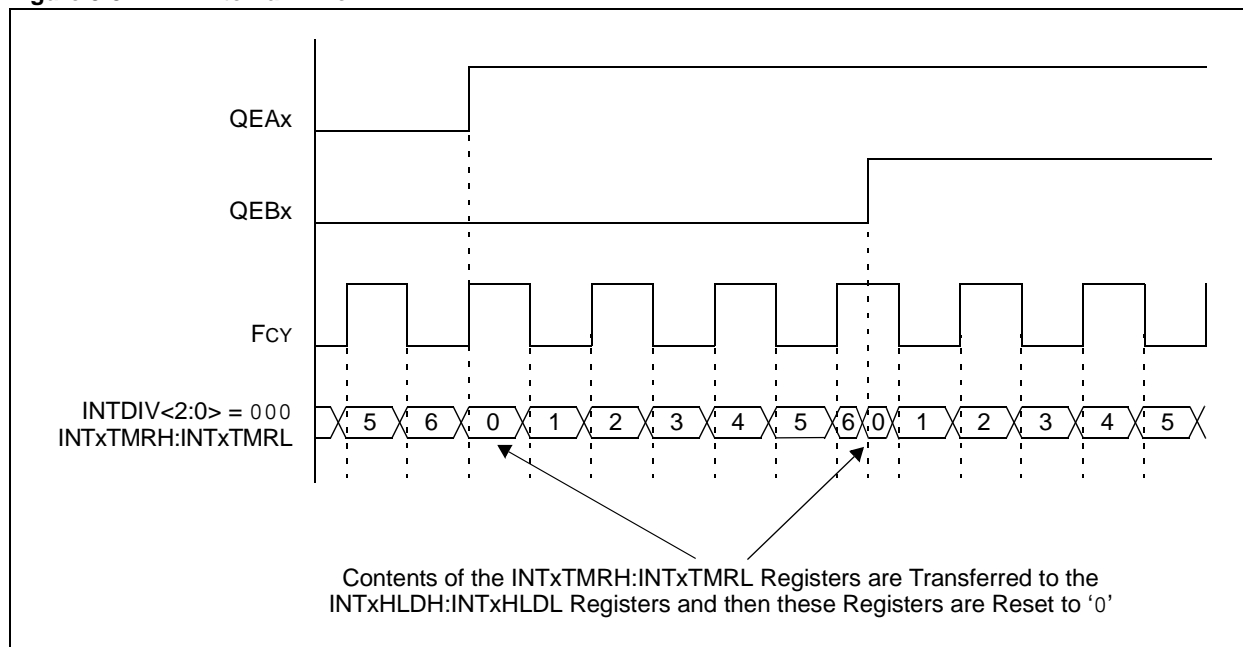 QEAx
QEBx
FCY
INTDIV<2:0> = 000
INTxTMRH:INTxTMRL
5 6 0 1 2 3 4 5 6 0 1 2 3 4 5
Contents of the INTxTMRH:INTxTMRL Registers are Transferred to the
INTxHLDH:INTxHLDL Registers and then these Registers are Reset to ‘0’